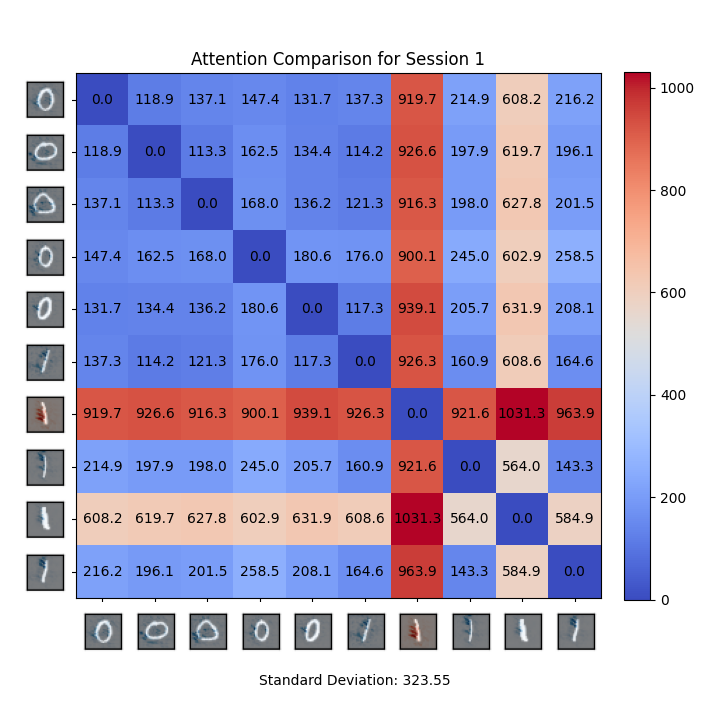 Attention Comparison for Session 1
0.0 118.9 137.1 147.4 131.7 137.3 919.7 214.9 608.2 216.2
118.9 0.0 113.3 162.5 134.4 114.2 926.6 197.9 619.7 196.1
137.1 113.3 0.0 168.0 136.2 121.3 916.3 198.0 627.8 201.5
147.4 162.5 168.0 0.0 180.6 176.0 900.1 245.0 602.9 258.5
131.7 134.4 136.2 180.6 0.0 117.3 939.1 205.7 631.9 208.1
137.3 114.2 121.3 176.0 117.3 0.0 926.3 160.9 608.6 164.6
919.7 926.6 916.3 900.1 939.1 926.3 0.0 921.6 1031.3 963.9
214.9 197.9 198.0 245.0 205.7 160.9 921.6 0.0 564.0 143.3
608.2 619.7 627.8 602.9 631.9 608.6 1031.3 564.0 0.0 584.9
216.2 196.1 201.5 258.5 208.1 164.6 963.9 143.3 584.9 0.0
1000
800
600
400
200
0
Standard Deviation: 323.55